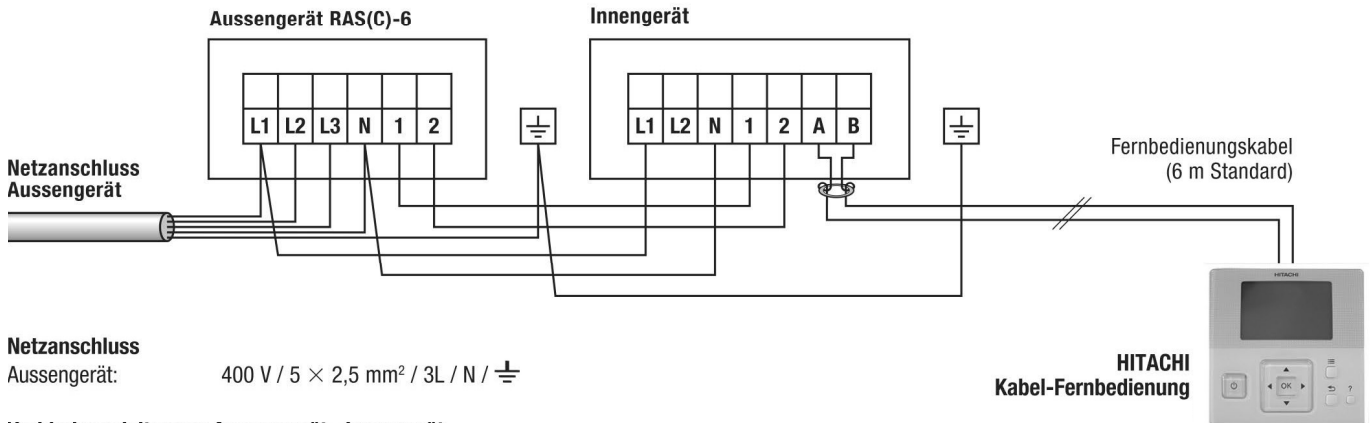 Aussengerät RAS(C)-6
Innengerät
L1 L2 L3 N 1 2
L1 L2 N 1 2 A B
Netzanschluss
Aussengerät
Fernbedienungskabel
(6 m Standard)
HITACHI
OK
?
HITACHI
Kabel-Fernbedienung
Netzanschluss
Aussengerät: 400 V / 5 × 2,5 mm² / 3L / N / ⏚